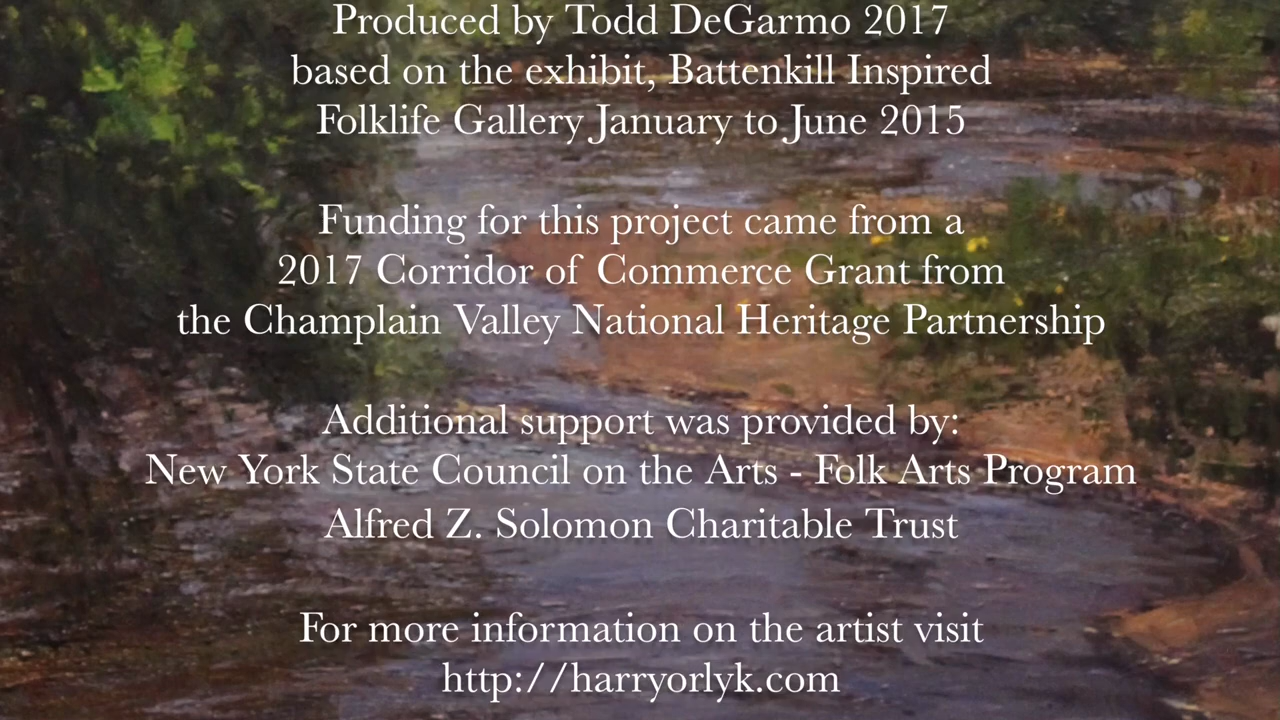 Produced by Todd DeGarmo 2017
based on the exhibit, Battenkill Inspired
Folklife Gallery January to June 2015
Funding for this project came from a
2017 Corridor of Commerce Grant from
the Champlain Valley National Heritage Partnership
Additional support was provided by:
New York State Council on the Arts - Folk Arts Program
Alfred Z. Solomon Charitable Trust
For more information on the artist visit
http://harryorlyk.com